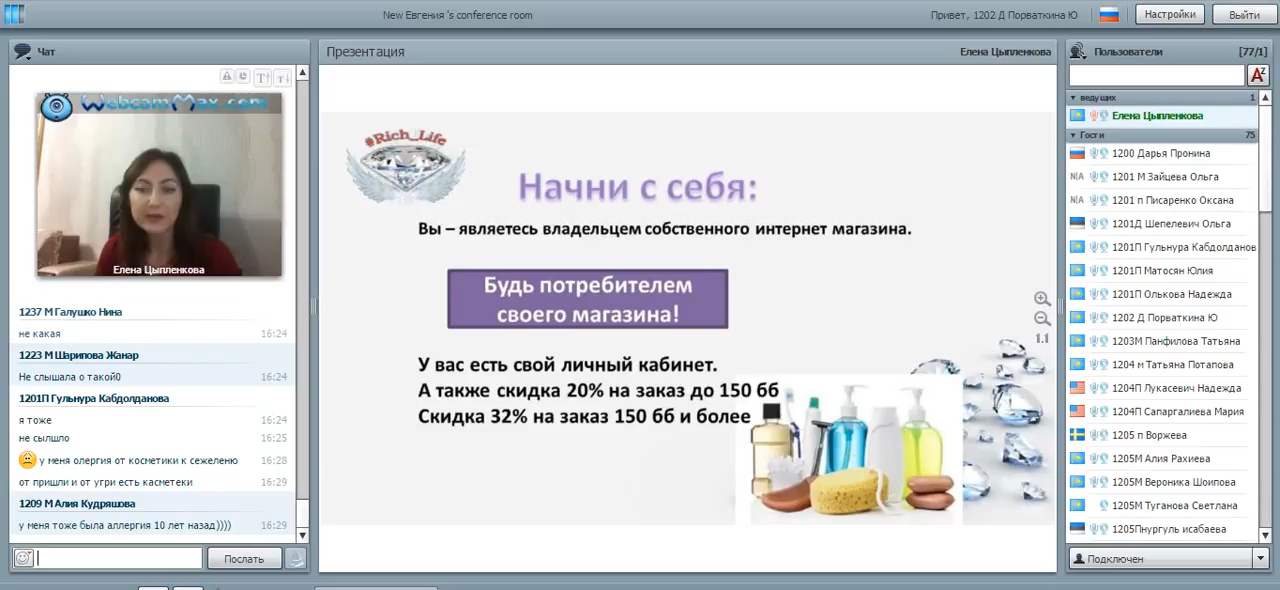 New Евгения 's conference room
Привет, 1202 Д Порваткина Ю
Настройки
Выйти
Чат
WebcamMax.com
Елена Цыпленкова
1237 М Галушко Нина
не какая 16:24
1223 М Шарипова Жанар
Не слышала о такой0 16:24
1201П Гульнура Кабдолданова
я тоже 16:24
не сылшло 16:25
у меня олергия от косметики к сежеленю 16:28
от пришли и от угри есть касметеки 16:29
1209 М Алия Кудряшова
у меня тоже была аллергия 10 лет назад)))) 16:29
Послать
Презентация
Елена Цыпленкова
#Rich_Life
Начни с себя:
Вы – являетесь владельцем собственного интернет магазина.
Будь потребителем
своего магазина!
У вас есть свой личный кабинет.
А также скидка 20% на заказ до 150 бб
Скидка 32% на заказ 150 бб и более
1.1
Пользователи [77/1]
ведущих 1
Елена Цыпленкова
Гости 75
1200 Дарья Пронина
N\A 1201 М Зайцева Ольга
N\A 1201 п Писаренко Оксана
1201Д Шепелевич Ольга
1201П Гульнура Кабдолданов
1201П Матосян Юлия
1201П Олькова Надежда
1202 Д Порваткина Ю
1203М Панфилова Татьяна
1204 м Татьяна Потапова
1204П Лукасевич Надежда
1204П Сапаргалиева Мария
1205 п Воржева
1205М Алия Рахиева
1205М Вероника Шоипова
1205М Туганова Светлана
1205Пнургуль исабаева
Подключен